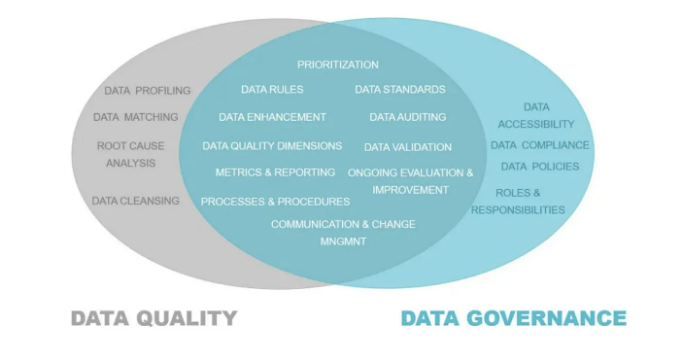 PRIORITIZATION
DATA PROFILING
DATA RULES
DATA STANDARDS
DATA MATCHING
DATA ENHANCEMENT
DATA AUDITING
DATA
ACCESSIBILITY
ROOT CAUSE
ANALYSIS
DATA QUALITY DIMENSIONS
DATA VALIDATION
DATA COMPLIANCE
METRICS & REPORTING
ONGOING EVALUATION &
IMPROVEMENT
DATA POLICIES
DATA CLEANSING
PROCESSES & PROCEDURES
ROLES &
RESPONSIBILITIES
COMMUNICATION & CHANGE
MNGMNT
DATA QUALITY
DATA GOVERNANCE